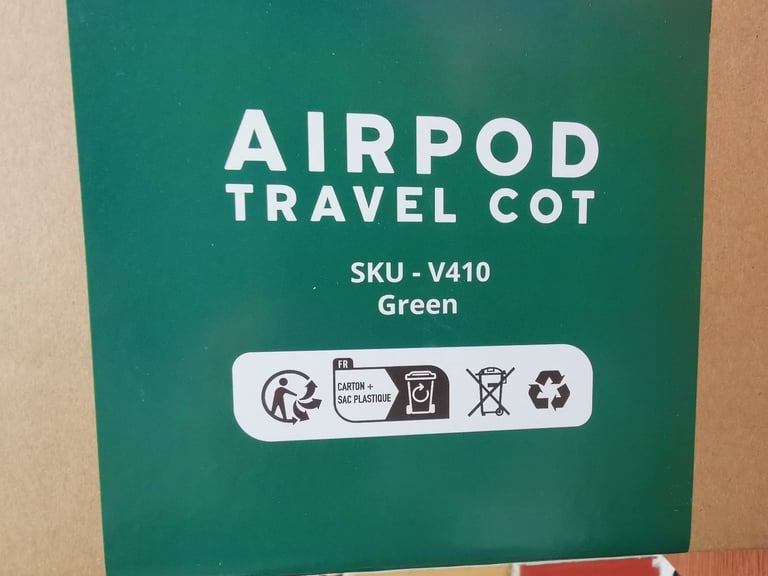 AIRPOD
TRAVEL COT
SKU - V410
Green
FR
CARTON +
SAC PLASTIQUE